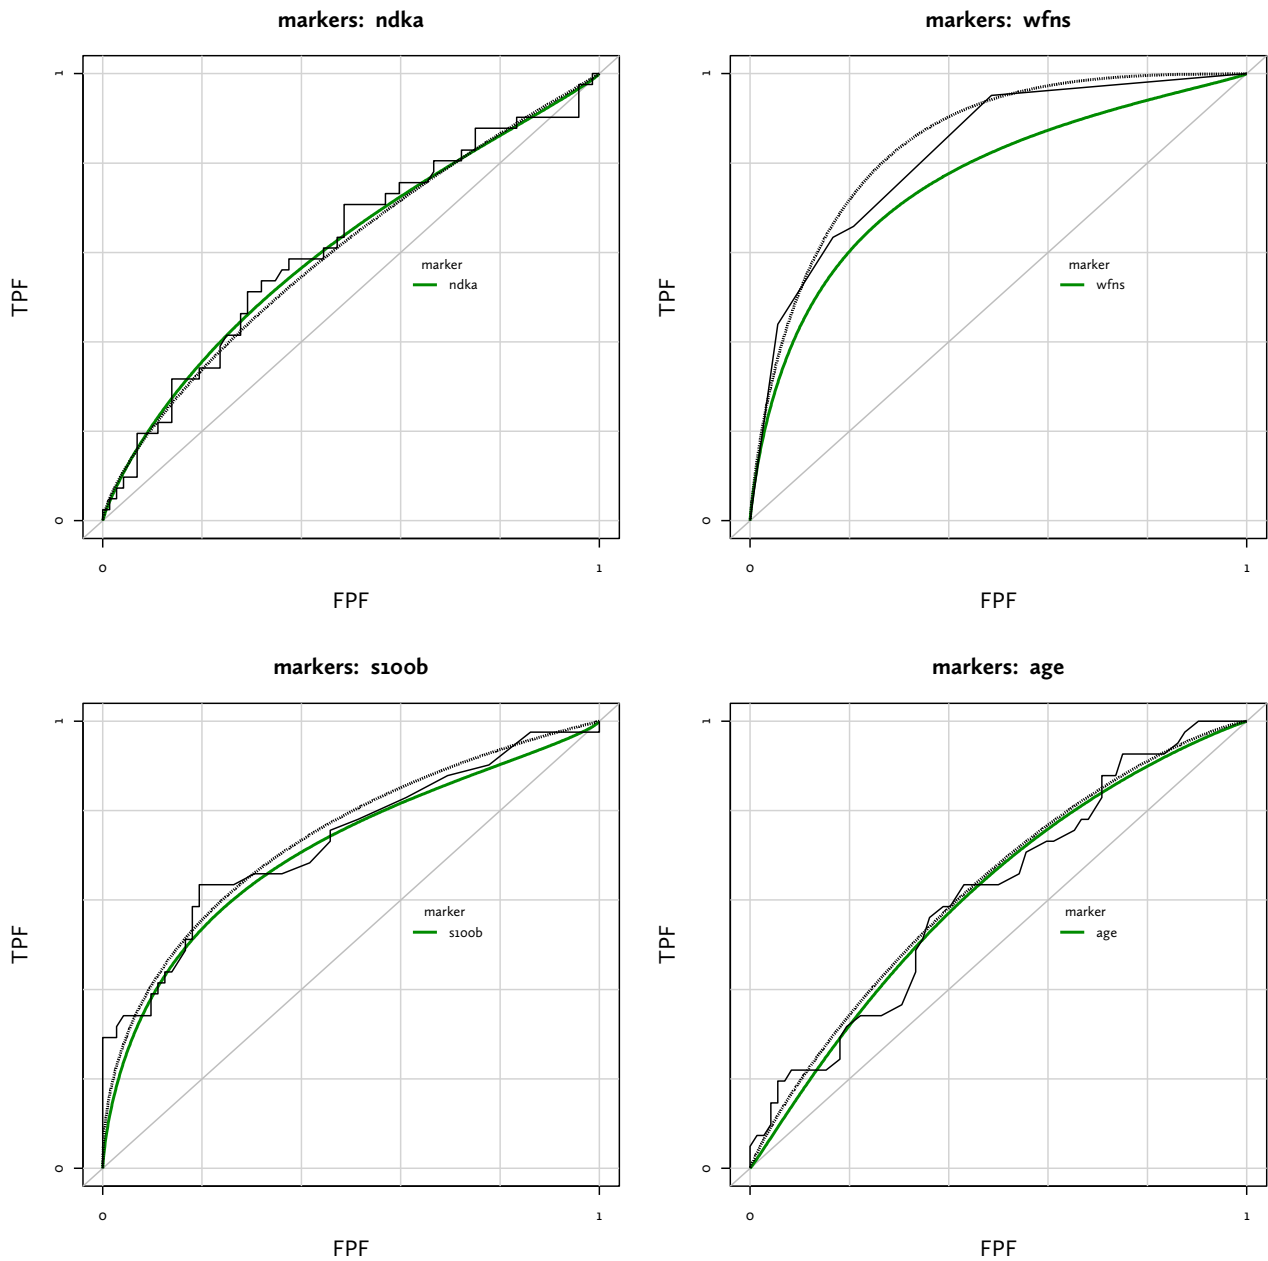 markers: ndka
TPF
1
0
marker
ndka
0
1
FPF
markers: wfns
TPF
1
0
marker
wfns
0
1
FPF
markers: s100b
TPF
1
0
marker
s100b
0
1
FPF
markers: age
TPF
1
0
marker
age
0
1
FPF